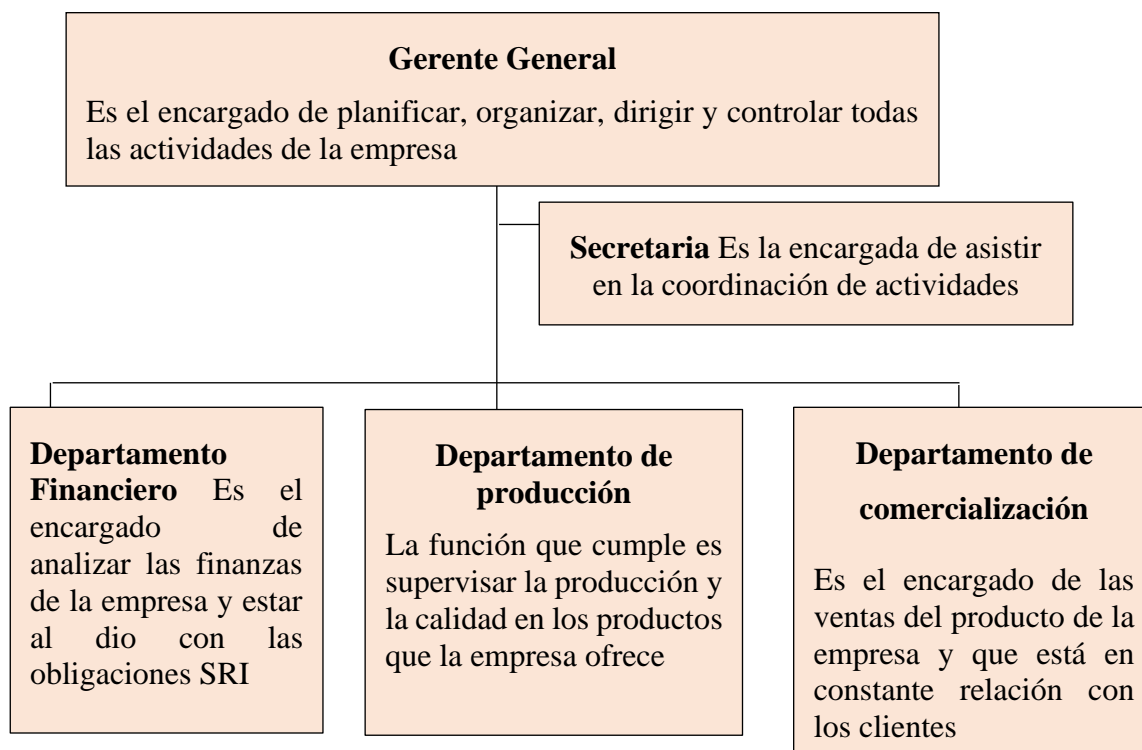 Gerente General
Es el encargado de planificar, organizar, dirigir y controlar todas
las actividades de la empresa
Secretaria Es la encargada de asistir
en la coordinación de actividades
Departamento
Financiero Es el
encargado de
analizar las finanzas
de la empresa y estar
al dio con las
obligaciones SRI
Departamento de
producción
La función que cumple es
supervisar la producción y
la calidad en los productos
que la empresa ofrece
Departamento de
comercialización
Es el encargado de las
ventas del producto de la
empresa y que está en
constante relación con
los clientes